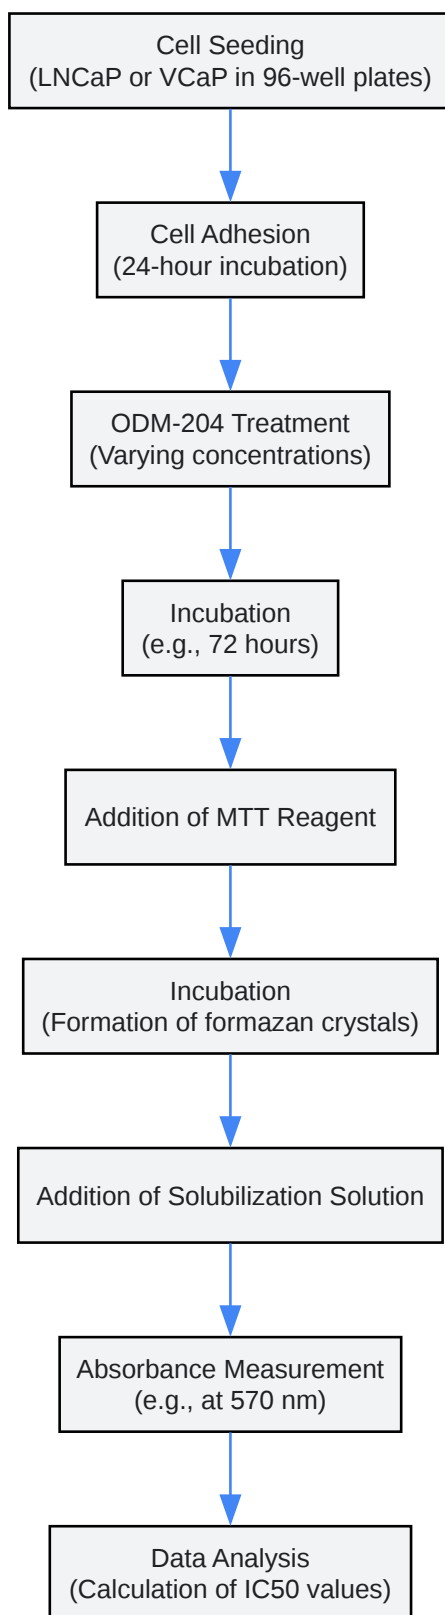 Cell Seeding
(LNCaP or VCaP in 96-well plates)
Cell Adhesion
(24-hour incubation)
ODM-204 Treatment
(Varying concentrations)
Incubation
(e.g., 72 hours)
Addition of MTT Reagent
Incubation
(Formation of formazan crystals)
Addition of Solubilization Solution
Absorbance Measurement
(e.g., at 570 nm)
Data Analysis
(Calculation of IC50 values)